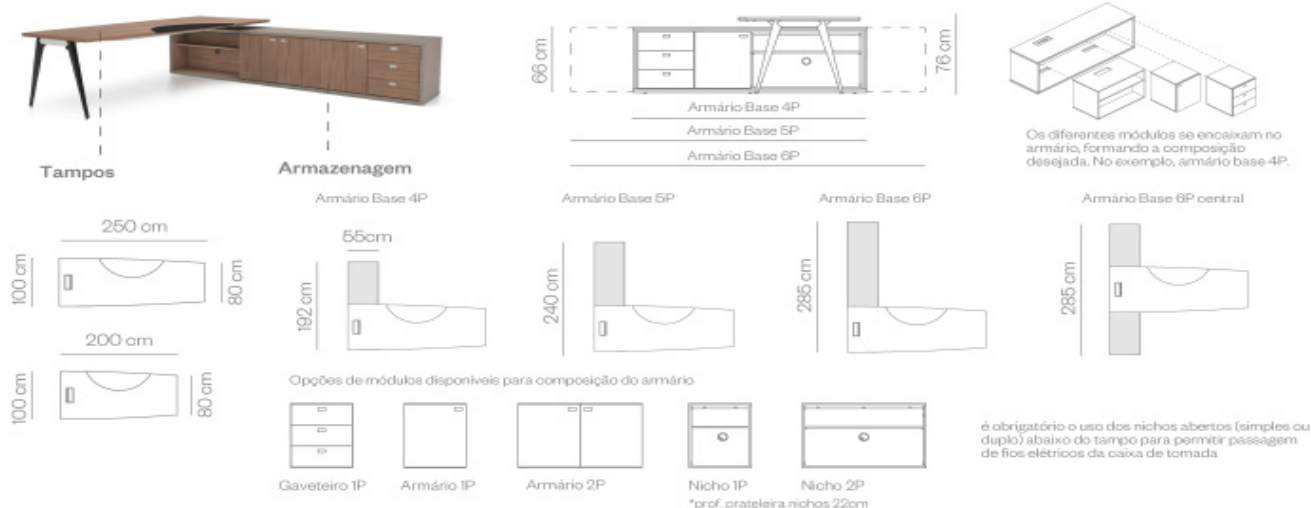 66 cm
76 cm
Armário Base 4P
Armário Base 5P
Armário Base 6P
Os diferentes módulos se encaixam no
armário, formando a composição
desejada. No exemplo, armário base 4P.
Tampos
Armazenagem
Armário Base 4P
Armário Base 5P
Armário Base 6P
Armário Base 6P central
250 cm
100 cm
80 cm
55cm
192 cm
240 cm
285 cm
285 cm
200 cm
100 cm
80 cm
Opções de módulos disponíveis para composição do armário
Gaveteiro 1P
Armário 1P
Armário 2P
Nicho 1P
Nicho 2P
*prof. prateleira nichos 22cm
é obrigatório o uso dos nichos abertos (simples ou
duplo) abaixo do tampo para permitir passagem
de fios elétricos da caixa de tomada